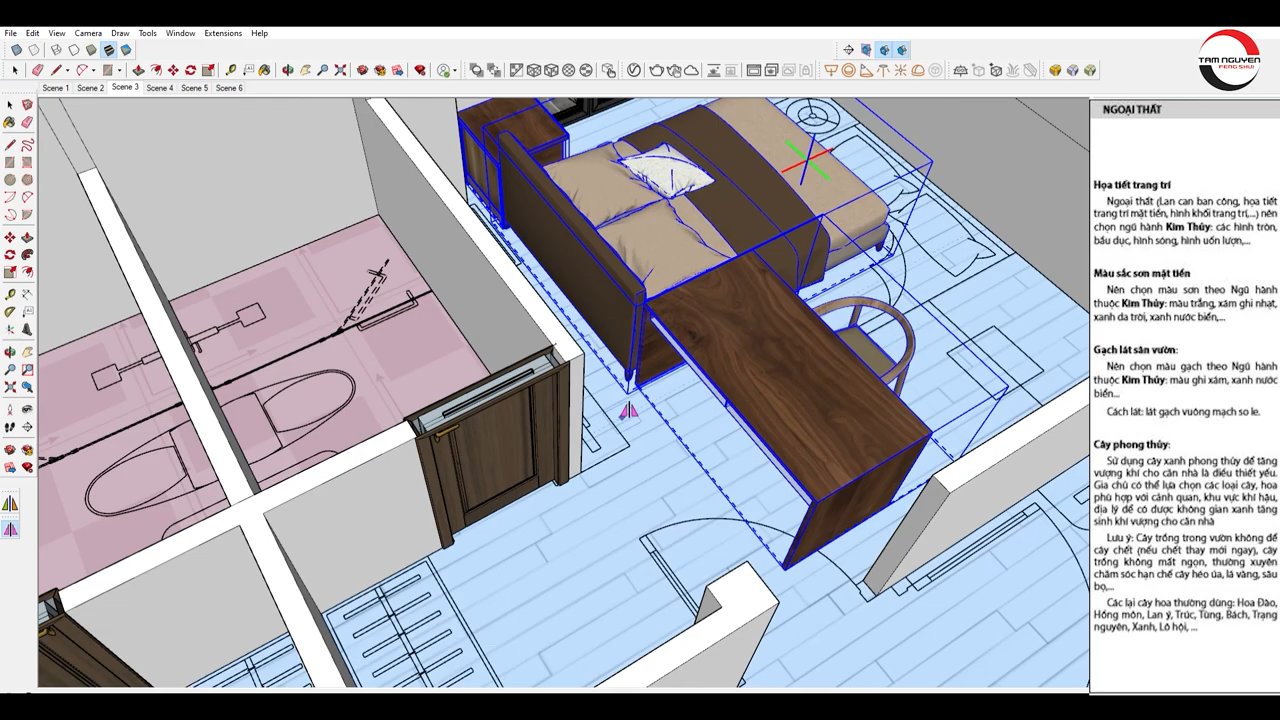 File Edit View Camera Draw Tools Window Extensions Help
TAM NGUYEN
FENG SHUI
Scene 1 Scene 2 Scene 3 Scene 4 Scene 5 Scene 6
NGOẠI THẤT
Họa tiết trang trí
Ngoại thất (Lan can ban công, họa tiết
trang trí mặt tiền, hình khối trang trí,...) nên
chọn ngũ hành Kim Thủy: các hình tròn,
bầu dục, hình sóng, hình uốn lượn,...
Màu sắc sơn mặt tiền
Nên chọn màu sơn theo Ngũ hành
thuộc Kim Thủy: màu trắng, xám ghi nhạt,
xanh da trời, xanh nước biển,...
Gạch lát sân vườn:
Nên chọn màu gạch theo Ngũ hành
thuộc Kim Thủy: màu ghi xám, xanh nước
biển...
Cách lát: lát gạch vuông mạch so le.
Cây phong thủy:
Sử dụng cây xanh phong thủy để tăng
vượng khí cho căn nhà là điều thiết yếu.
Gia chủ có thể lựa chọn các loại cây, hoa
phù hợp với cảnh quan, khu vực khí hậu,
địa lý để có được không gian xanh tăng
sinh khí vượng cho căn nhà
Lưu ý: Cây trồng trong vườn không để
cây chết (nếu chết thay mới ngay), cây
trồng không mất ngọn, thường xuyên
chăm sóc hạn chế cây héo úa, lá vàng, sâu
bọ,...
Các lại cây hoa thường dùng: Hoa Đào,
Hồng môn, Lan ý, Trúc, Tùng, Bách, Trạng
nguyên, Xanh, Lô hội, ...